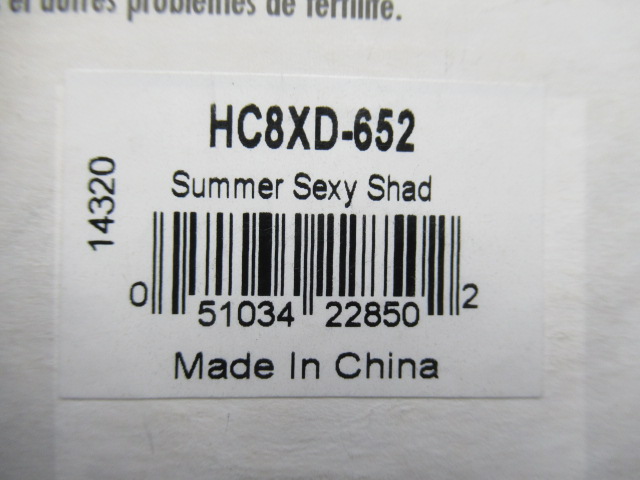 et autres problèmes de fertilité.
HC8XD-652
Summer Sexy Shad
14320
0 51034 22850 2
Made In China